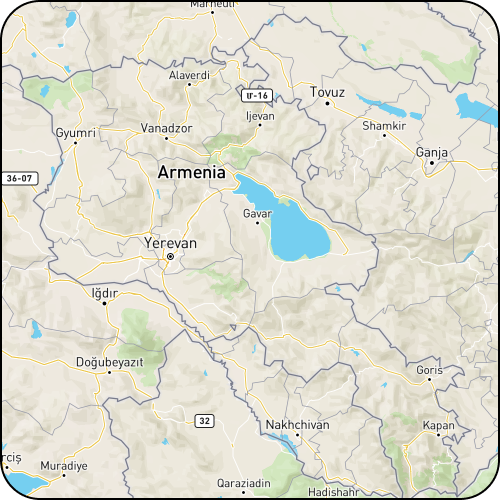 Marneuli
Alaverdi
ІГ-16
Tovuz
Ijevan
Gyumri
Vanadzor
Shamkir
Ganja
36-07
Armenia
Gavar
Yerevan
Iğdır
Doğubeyazıt
Goris
32
Nakhchivan
Kapan
rciş
Muradiye
Qaraziadin
Hadishahr